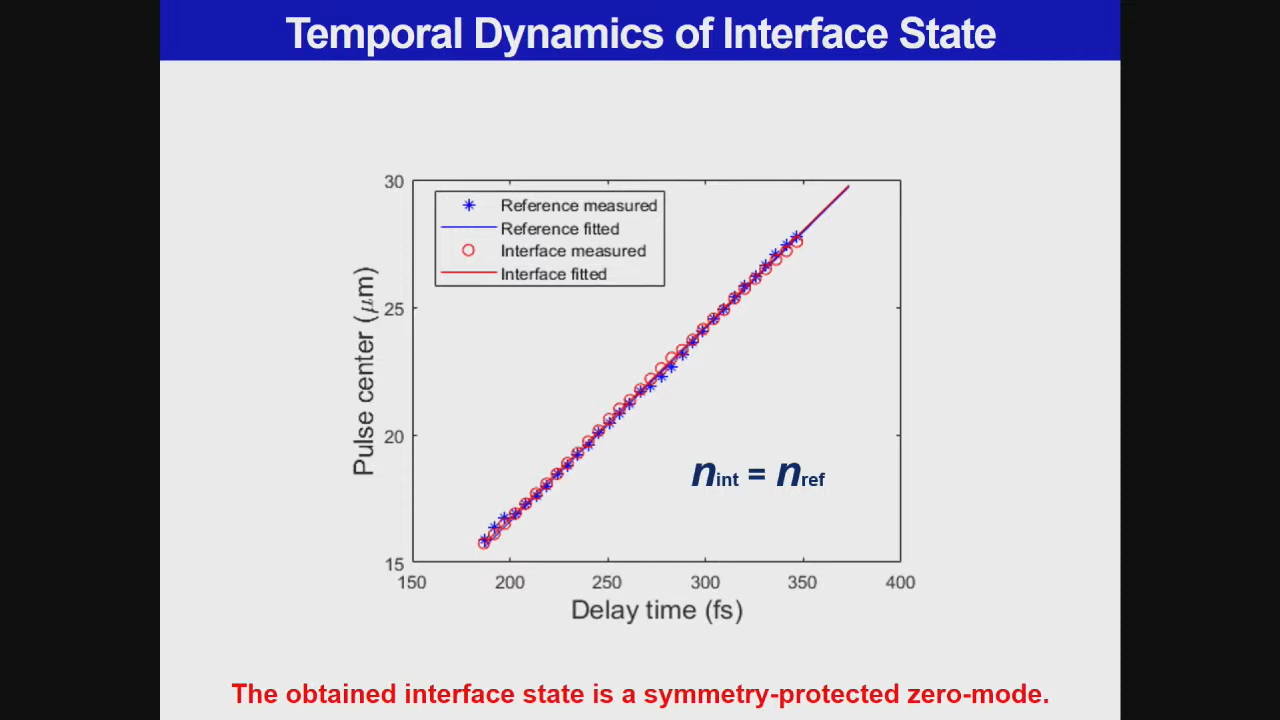 Temporal Dynamics of Interface State
30
25
20
15
Pulse center (μm)
Reference measured
Reference fitted
Interface measured
Interface fitted
nint = nref
150 200 250 300 350 400
Delay time (fs)
The obtained interface state is a symmetry-protected zero-mode.